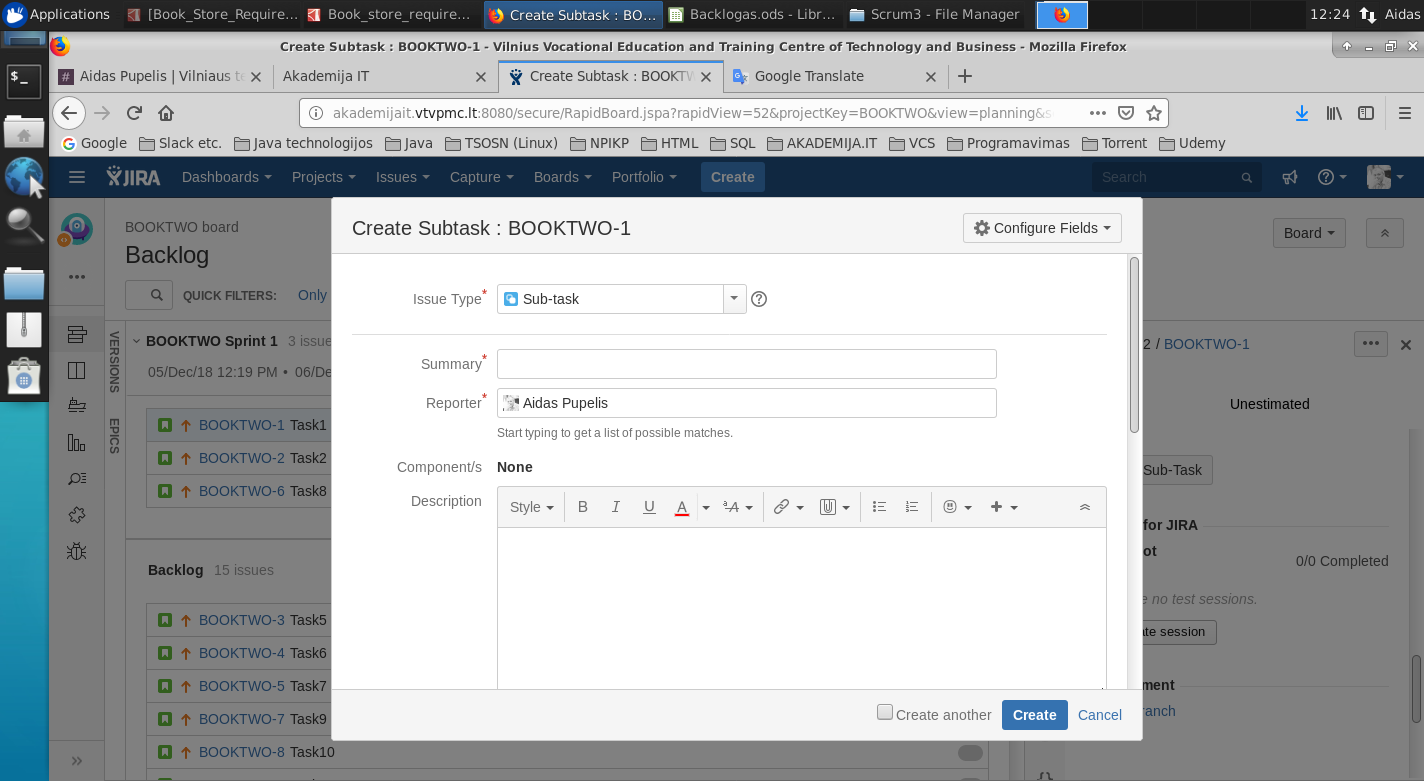 Applications [Book_Store_Require... Book_store_require... Create Subtask : BO... Backlogas.ods - Libr... Scrum3 - File Manager 12:24 Aidas
Create Subtask : BOOKTWO-1 - Vilnius Vocational Education and Training Centre of Technology and Business - Mozilla Firefox
Aidas Pupelis | Vilniaus te Akademija IT Create Subtask : BOOKTW Google Translate
akademijait.vtvpmc.lt:8080/secure/RapidBoard.jspa?rapidView=52&projectKey=BOOKTWO&view=planning&s
Google Slack etc. Java technologijos Java TSOSN (Linux) NPIKP HTML SQL AKADEMIJA.IT VCS Programavimas Torrent Udemy
JIRA Dashboards Projects Issues Capture Boards Portfolio Create Search
BOOKTWO board
Backlog
Board
QUICK FILTERS: Only
VERSIONS
EPICS
BOOKTWO Sprint 1 3 issue
05/Dec/18 12:19 PM • 06/De
BOOKTWO-1 Task1
BOOKTWO-2 Task2
BOOKTWO-6 Task8
Backlog 15 issues
BOOKTWO-3 Task5
BOOKTWO-4 Task6
BOOKTWO-5 Task7
BOOKTWO-7 Task9
BOOKTWO-8 Task10
Create Subtask : BOOKTWO-1
Configure Fields
Issue Type* Sub-task
Summary*
Reporter* Aidas Pupelis
Start typing to get a list of possible matches.
Component/s None
Description Style B I U A
Create another Create Cancel
2 / BOOKTWO-1
Unestimated
Sub-Task
for JIRA
ot
0/0 Completed
e no test sessions.
ate session
ment
ranch